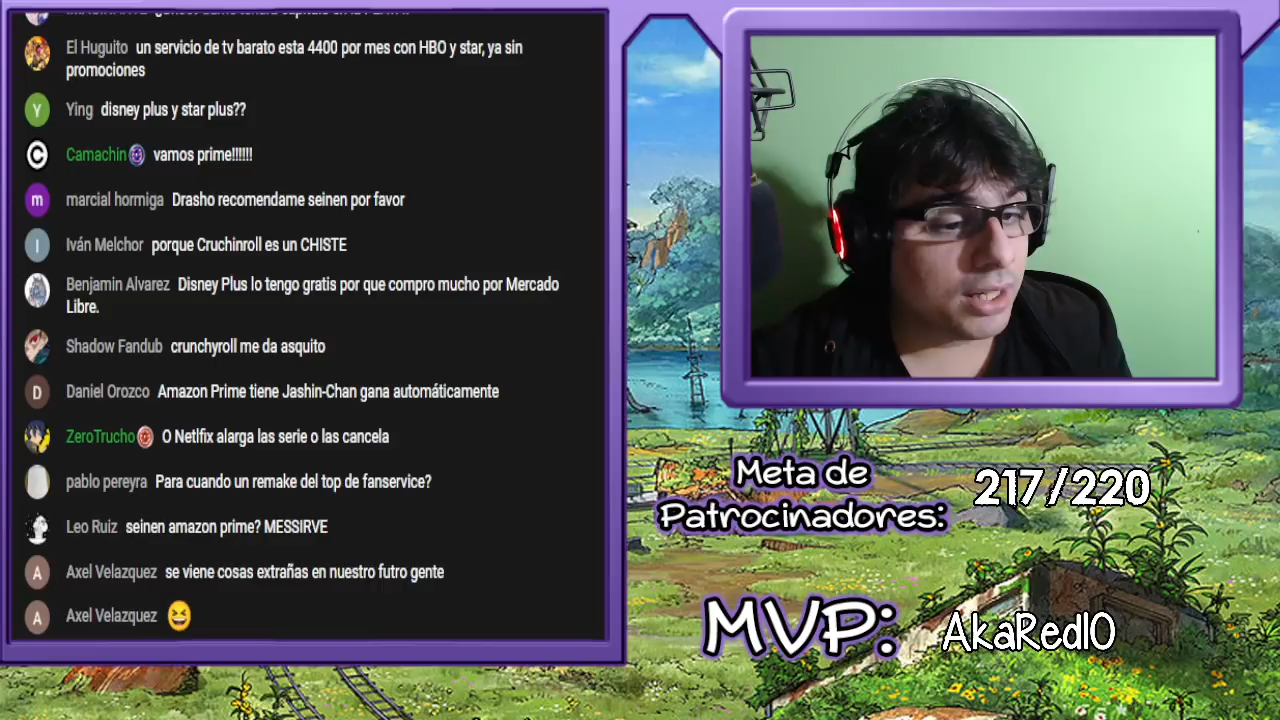 El Huguito un servicio de tv barato esta 4400 por mes con HBO y star, ya sin
promociones
Y
Ying disney plus y star plus??
Camachin vamos prime!!!!!!
m
marcial hormiga Drasho recomendame seinen por favor
I
Iván Melchor porque Cruchinroll es un CHISTE
Benjamin Alvarez Disney Plus lo tengo gratis por que compro mucho por Mercado
Libre.
Shadow Fandub crunchyroll me da asquito
D
Daniel Orozco Amazon Prime tiene Jashin-Chan gana automáticamente
ZeroTrucho O Netlfix alarga las serie o las cancela
pablo pereyra Para cuando un remake del top de fanservice?
Leo Ruiz seinen amazon prime? MESSIRVE
A
Axel Velazquez se viene cosas extrañas en nuestro futro gente
A
Axel Velazquez
Meta de
Patrocinadores:
217/220
MVP:
AkaRed10